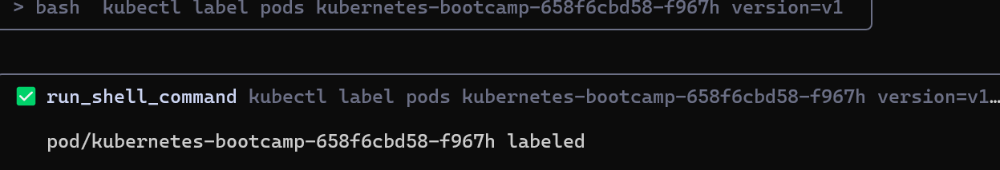 > bash  kubectl label pods kubernetes-bootcamp-658f6cbd58-f967h version=v1
✅ run_shell_command kubectl label pods kubernetes-bootcamp-658f6cbd58-f967h version=v1…
pod/kubernetes-bootcamp-658f6cbd58-f967h labeled